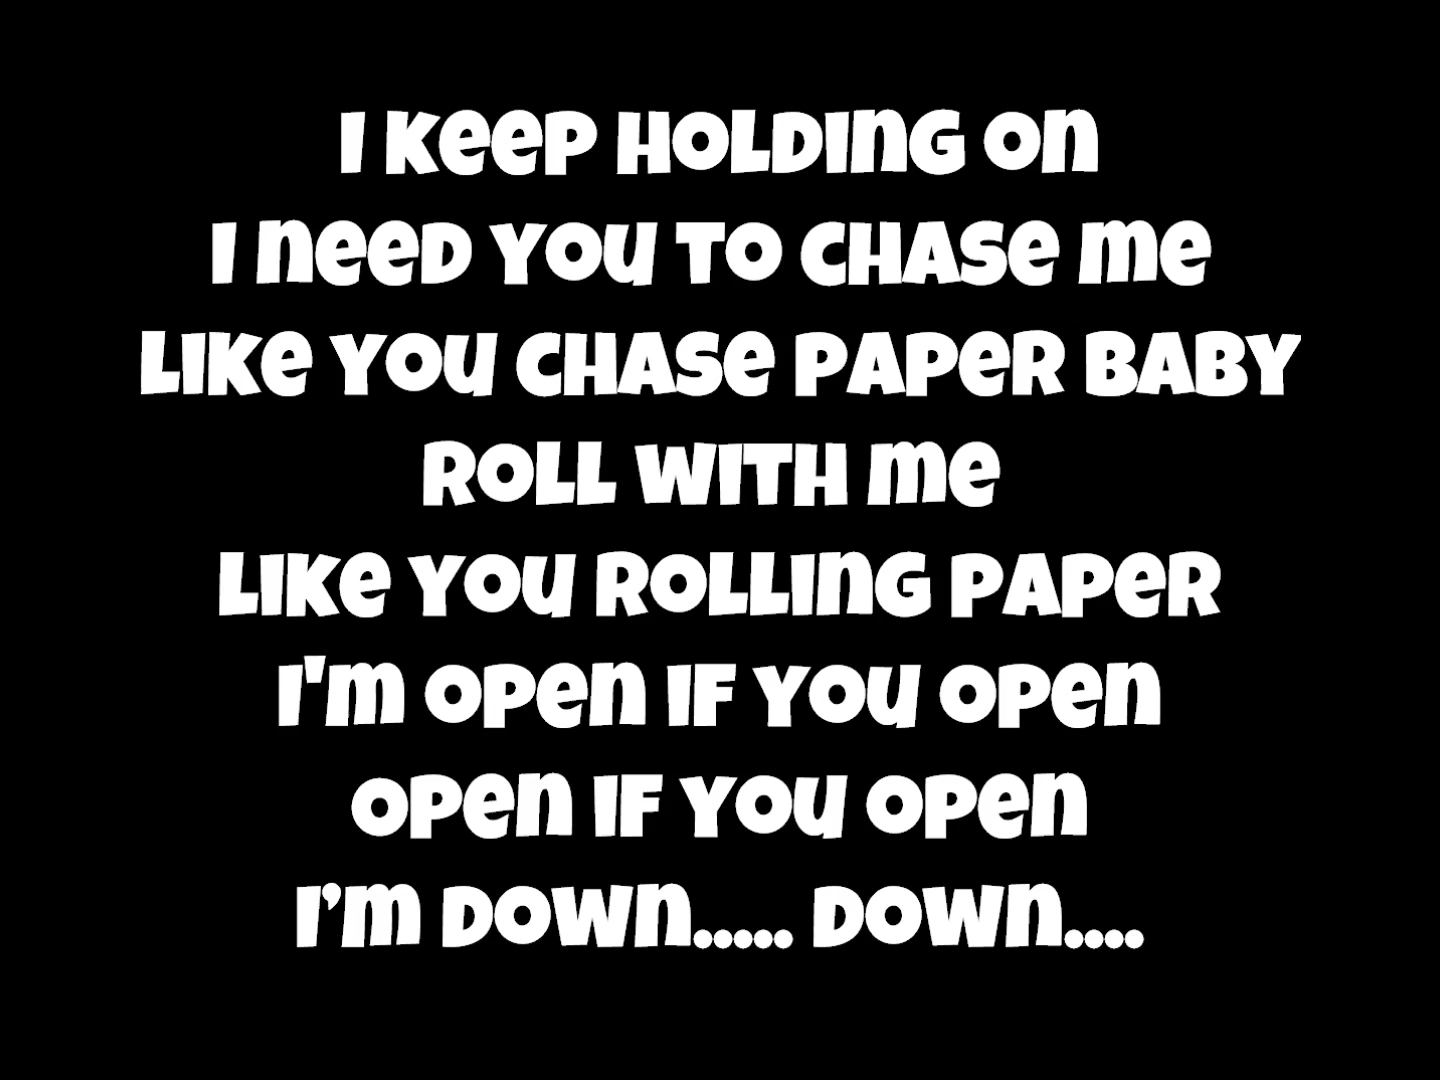 I KEEP HOLDING ON
I NEED YOU TO CHASE ME
LIKE YOU CHASE PAPER BABY
ROLL WITH ME
LIKE YOU ROLLING PAPER
I'M OPEN IF YOU OPEN
OPEN IF YOU OPEN
I’M DOWN..... DOWN....